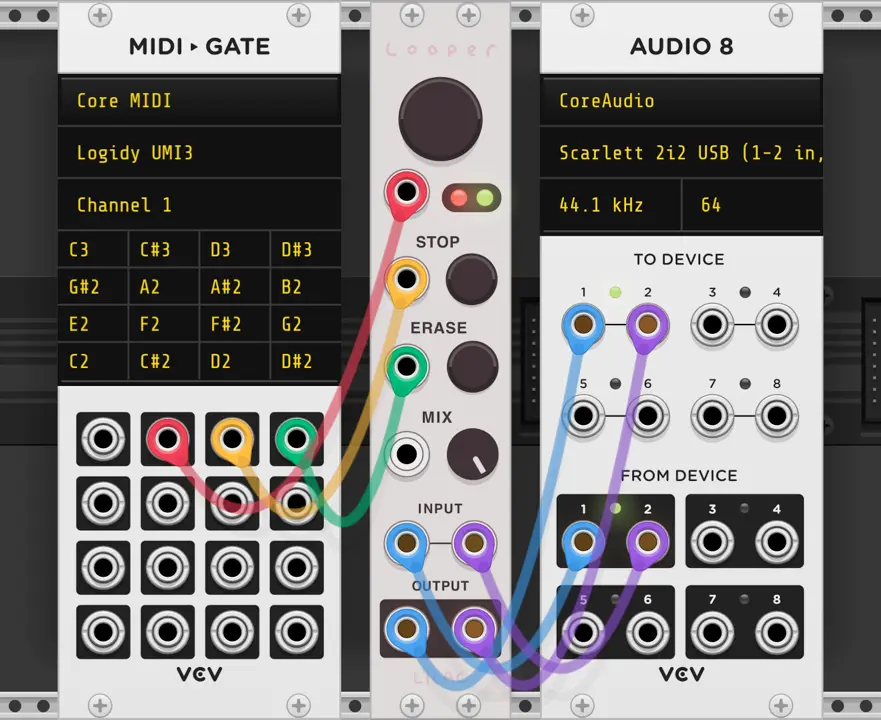 MIDI ▸ GATE
Core MIDI
Logidy UMI3
Channel 1
C3 C#3 D3 D#3
G#2 A2 A#2 B2
E2 F2 F#2 G2
C2 C#2 D2 D#2
VCV
Looper
STOP
ERASE
MIX
INPUT
OUTPUT
AUDIO 8
CoreAudio
Scarlett 2i2 USB (1-2 in,
44.1 kHz 64
TO DEVICE
1 2 3 4
5 6 7 8
FROM DEVICE
1 2 3 4
5 6 7 8
VCV